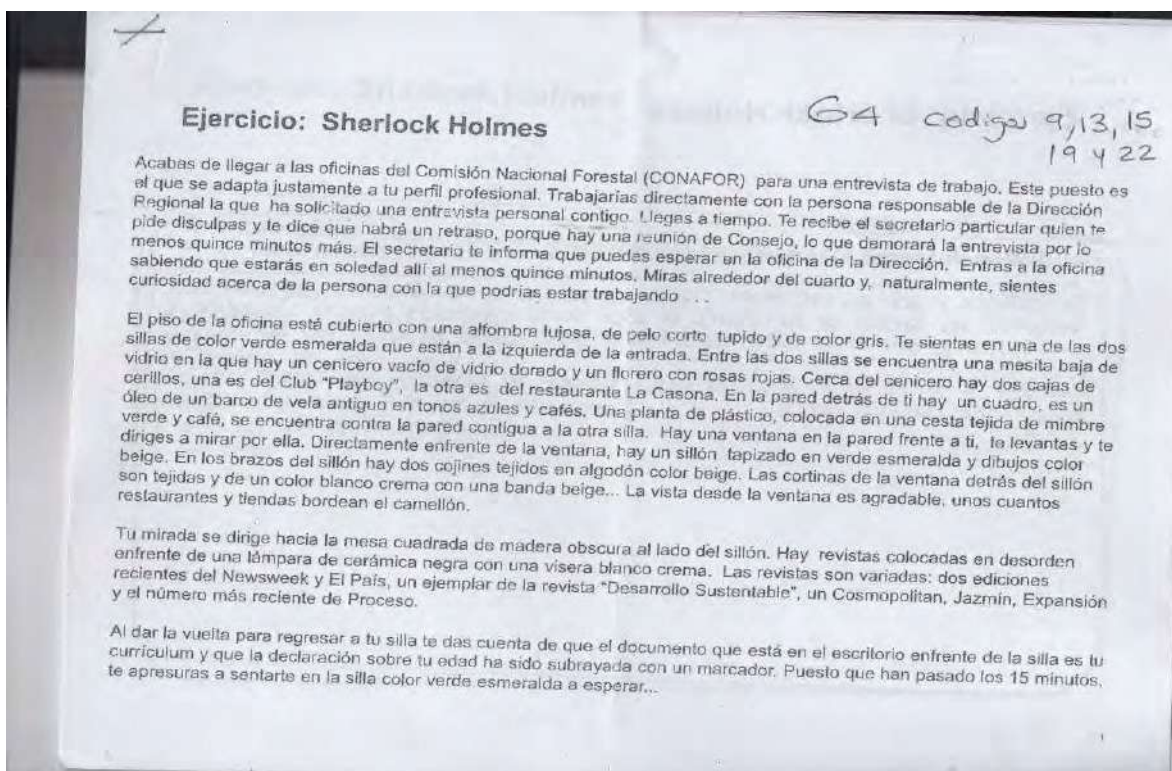 Ejercicio: Sherlock Holmes
G4 codigos 9, 13, 15,
19 y 22
Acabas de llegar a las oficinas del Comisión Nacional Forestal (CONAFOR) para una entrevista de trabajo. Este puesto es
el que se adapta justamente a tu perfil profesional. Trabajarías directamente con la persona responsable de la Dirección
Regional la que ha solicitado una entrevista personal contigo. Llegas a tiempo. Te recibe el secretario particular quien te
pide disculpas y te dice que habrá un retraso, porque hay una reunión de Consejo, lo que demorará la entrevista por lo
menos quince minutos más. El secretario te informa que puedes esperar en la oficina de la Dirección. Entras a la oficina
sabiendo que estarás en soledad allí al menos quince minutos. Miras alrededor del cuarto y, naturalmente, sientes
curiosidad acerca de la persona con la que podrías estar trabajando . . .
El piso de la oficina está cubierto con una alfombra lujosa, de pelo corto tupido y de color gris. Te sientas en una de las dos
sillas de color verde esmeralda que están a la izquierda de la entrada. Entre las dos sillas se encuentra una mesita baja de
vidrio en la que hay un cenicero vacío de vidrio dorado y un florero con rosas rojas. Cerca del cenicero hay dos cajas de
cerillos, una es del Club "Playboy", la otra es del restaurante La Casona. En la pared detrás de ti hay un cuadro, es un
óleo de un barco de vela antiguo en tonos azules y cafés. Una planta de plástico, colocada en una cesta tejida de mimbre
verde y café, se encuentra contra la pared contigua a la otra silla. Hay una ventana en la pared frente a ti, te levantas y te
diriges a mirar por ella. Directamente enfrente de la ventana, hay un sillón tapizado en verde esmeralda y dibujos color
beige. En los brazos del sillón hay dos cojines tejidos en algodón color beige. Las cortinas de la ventana detrás del sillón
son tejidas y de un color blanco crema con una banda beige... La vista desde la ventana es agradable, unos cuantos
restaurantes y tiendas bordean el camellón.
Tu mirada se dirige hacia la mesa cuadrada de madera obscura al lado del sillón. Hay revistas colocadas en desorden
enfrente de una lámpara de cerámica negra con una visera blanco crema. Las revistas son variadas: dos ediciones
recientes del Newsweek y El País, un ejemplar de la revista "Desarrollo Sustentable", un Cosmopolitan, Jazmín, Expansión
y el número más reciente de Proceso.
Al dar la vuelta para regresar a tu silla te das cuenta de que el documento que está en el escritorio enfrente de la silla es tu
currículum y que la declaración sobre tu edad ha sido subrayada con un marcador. Puesto que han pasado los 15 minutos,
te apresuras a sentarte en la silla color verde esmeralda a esperar...
1